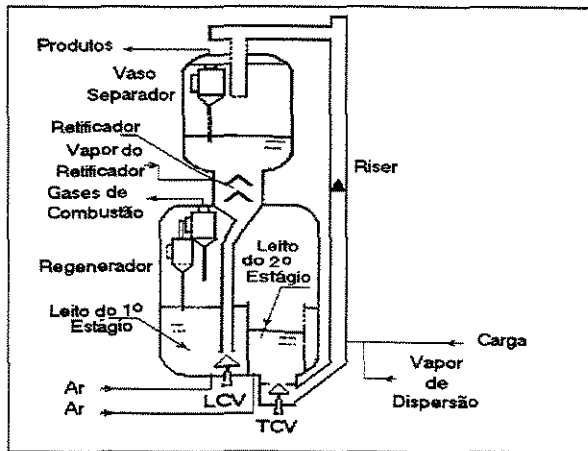 Produtos
Vaso
Separador
Retificador
Vapor do
Retificador
Gases de
Combustão
Riser
Regenerador
Leito
do 2º
Estágio
Leito do 1º
Estágio
Carga
Vapor
de
Dispersão
Ar
Ar
LCV
TCV